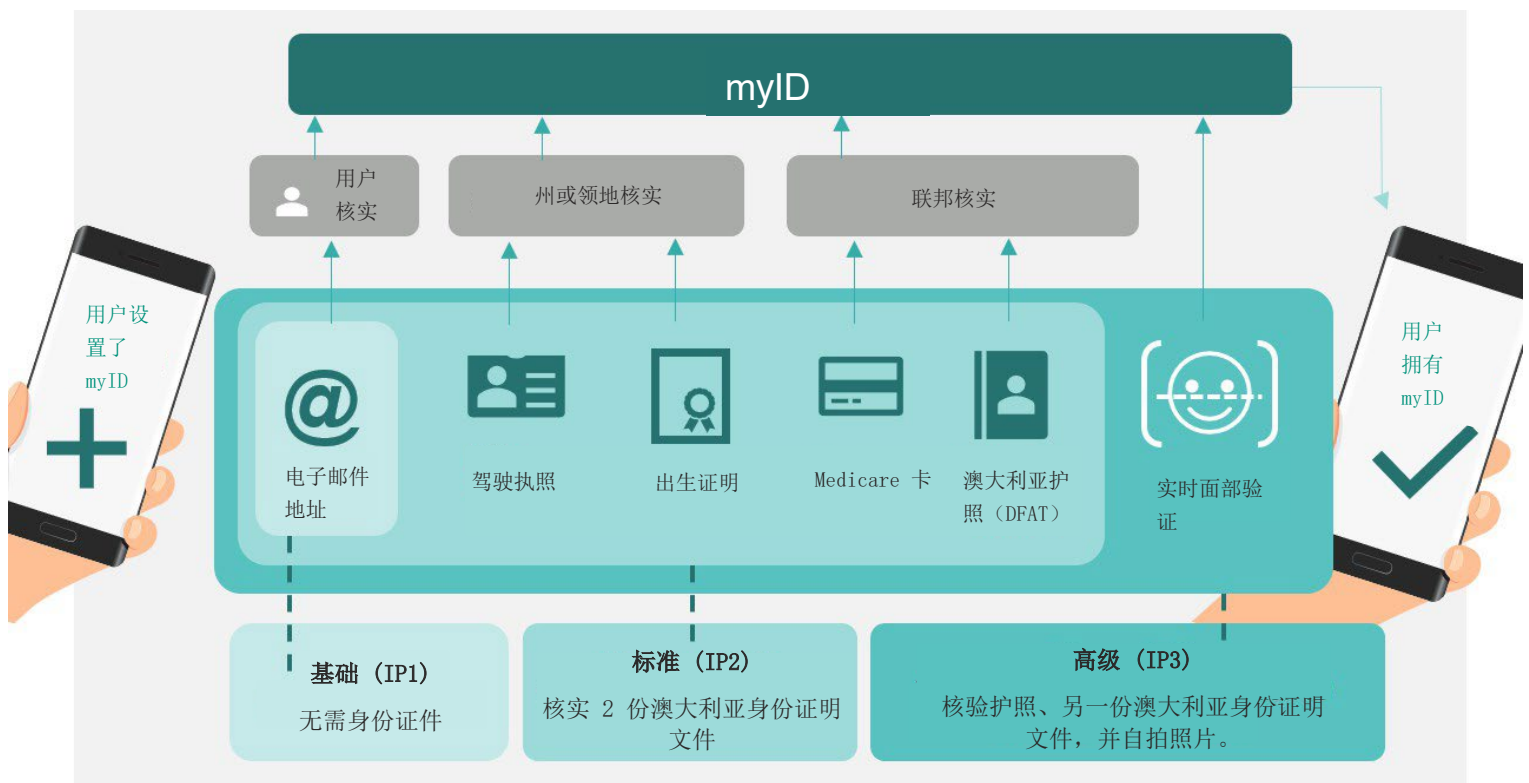 myID
用户
核实
州或领地核实
联邦核实
用户设
置了
myID
用户
拥有
myID
@
电子邮件
地址
驾驶执照
出生证明
Medicare 卡
澳大利亚护
照（DFAT）
实时面部验
证
基础 (IP1)
无需身份证件
标准 (IP2)
核实 2 份澳大利亚身份证明
文件
高级 (IP3)
核验护照、另一份澳大利亚身份证明
文件，并自拍照片。